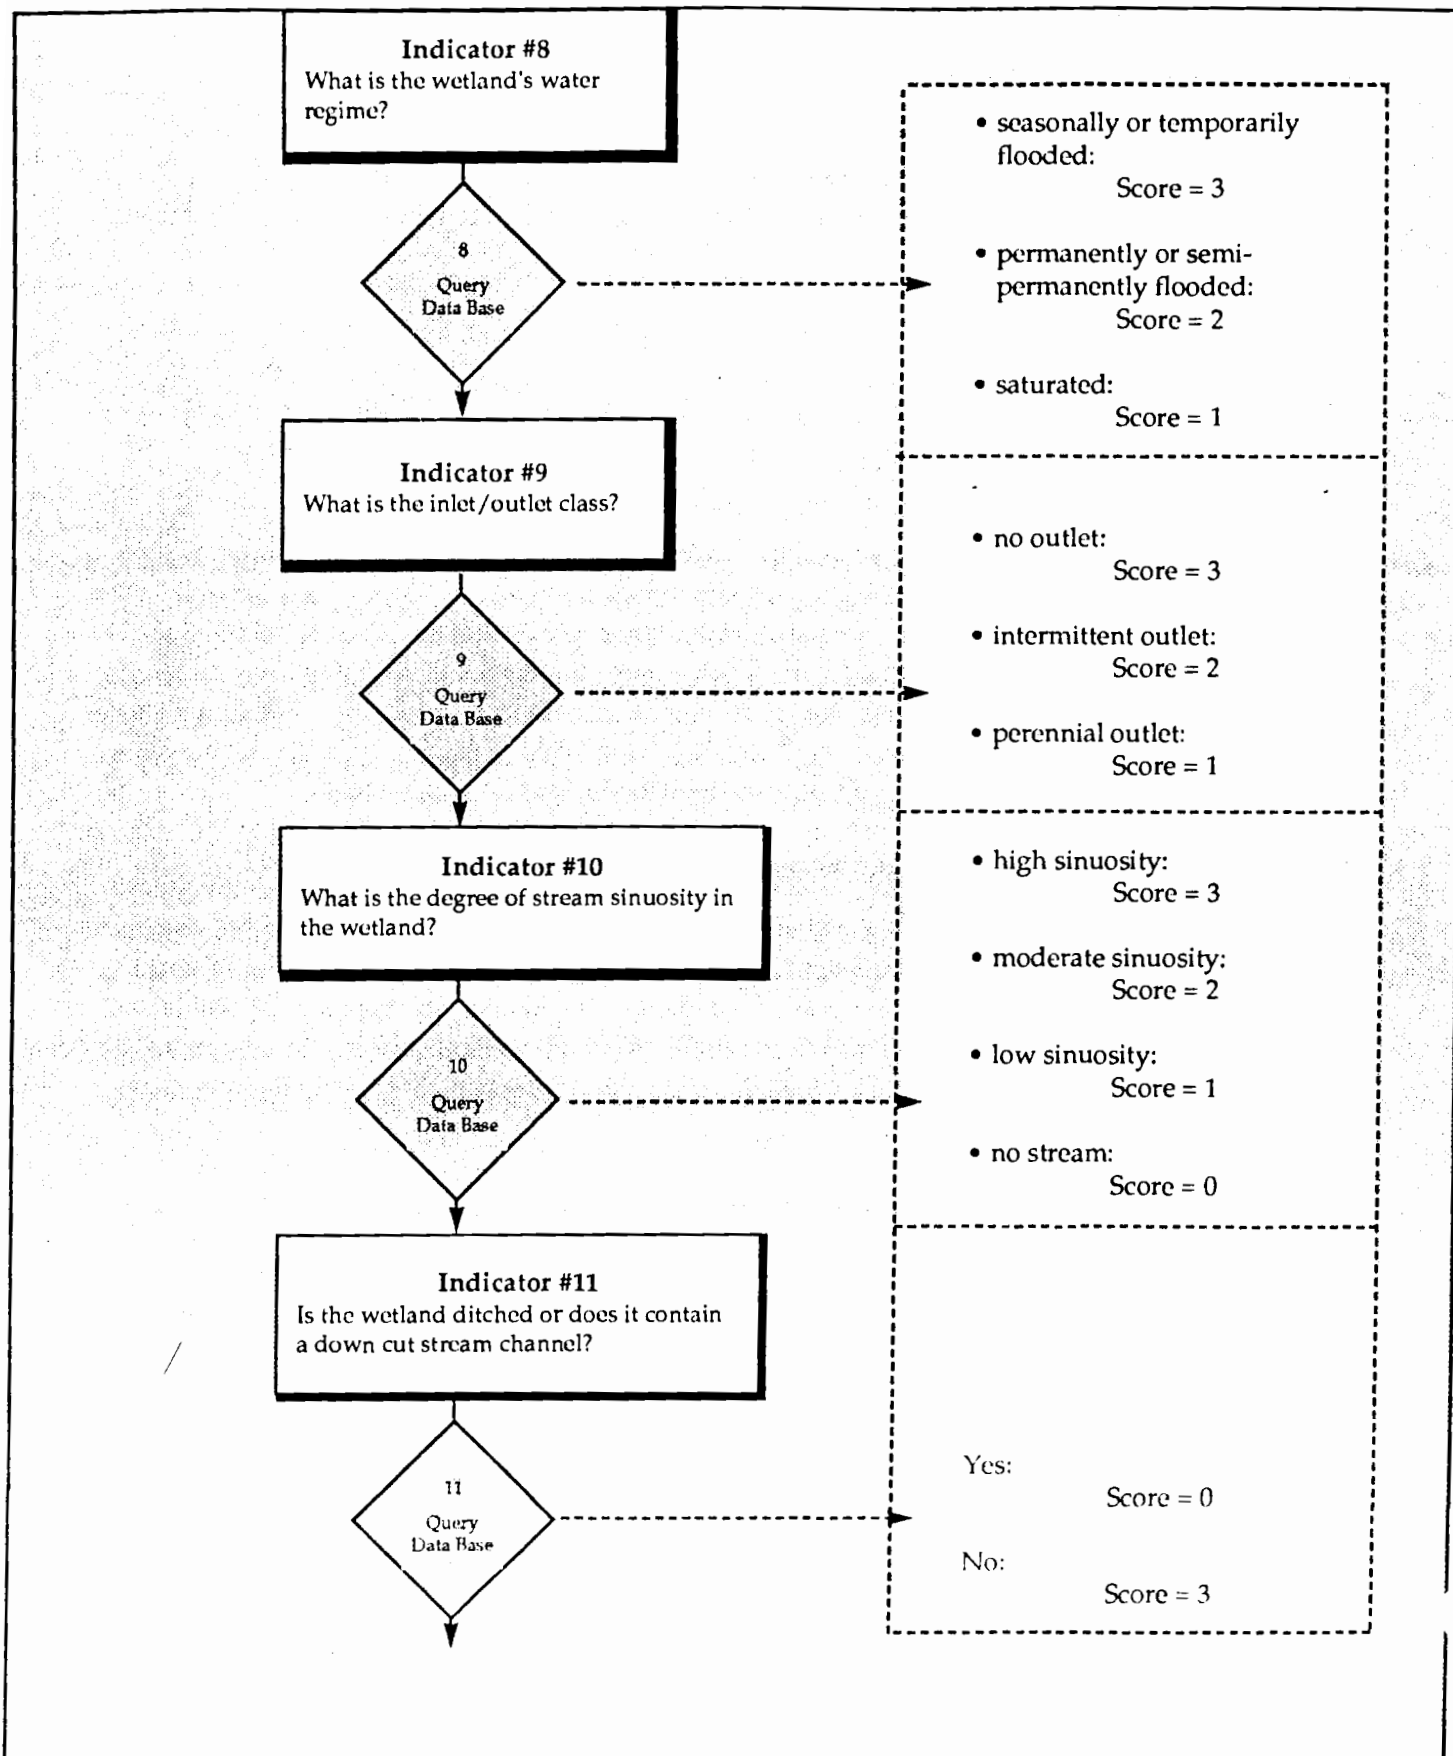 Indicator #8
What is the wetland's water
regime?
8
Query
Data Base
• seasonally or temporarily
flooded:
Score = 3
• permanently or semi-
permanently flooded:
Score = 2
• saturated:
Score = 1
Indicator #9
What is the inlet/outlet class?
9
Query
Data Base
• no outlet:
Score = 3
• intermittent outlet:
Score = 2
• perennial outlet:
Score = 1
Indicator #10
What is the degree of stream sinuosity in
the wetland?
10
Query
Data Base
• high sinuosity:
Score = 3
• moderate sinuosity:
Score = 2
• low sinuosity:
Score = 1
• no stream:
Score = 0
Indicator #11
Is the wetland ditched or does it contain
a down cut stream channel?
11
Query
Data Base
Yes:
Score = 0
No:
Score = 3